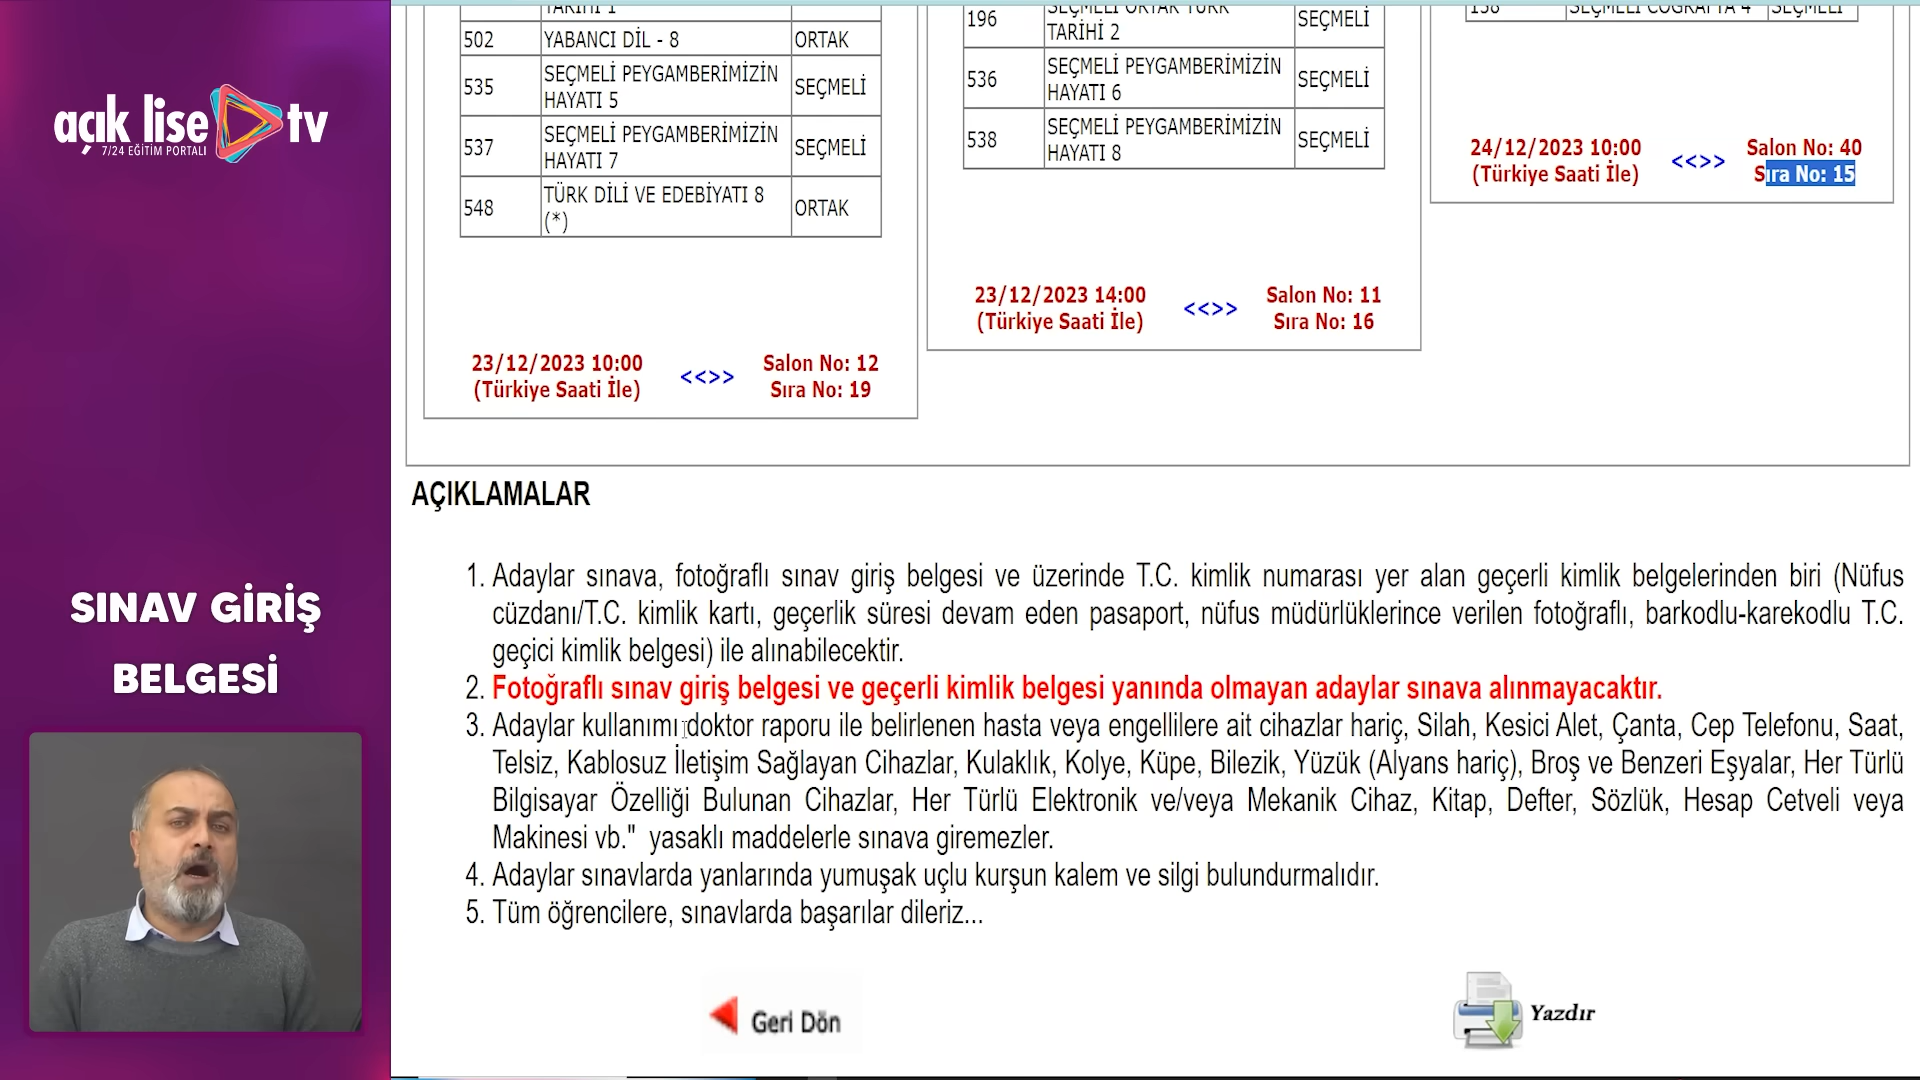 açık lise tv
7/24 EĞİTİM PORTALI
SINAV GİRİŞ
BELGESİ
TARİHİ 1
502 YABANCI DİL - 8 ORTAK
535 SEÇMELİ PEYGAMBERİMİZİN HAYATI 5 SEÇMELİ
537 SEÇMELİ PEYGAMBERİMİZİN HAYATI 7 SEÇMELİ
548 TÜRK DİLİ VE EDEBİYATI 8 (*) ORTAK
23/12/2023 10:00 <<>> Salon No: 12
(Türkiye Saati İle) Sıra No: 19
196 SEÇMELİ ORTAK TÜRK TARİHİ 2 SEÇMELİ
536 SEÇMELİ PEYGAMBERİMİZİN HAYATI 6 SEÇMELİ
538 SEÇMELİ PEYGAMBERİMİZİN HAYATI 8 SEÇMELİ
23/12/2023 14:00 <<>> Salon No: 11
(Türkiye Saati İle) Sıra No: 16
SEÇMELİ COĞRAFYA 4 SEÇMELİ
24/12/2023 10:00 <<>> Salon No: 40
(Türkiye Saati İle) Sıra No: 15
AÇIKLAMALAR
1. Adaylar sınava, fotoğraflı sınav giriş belgesi ve üzerinde T.C. kimlik numarası yer alan geçerli kimlik belgelerinden biri (Nüfus
cüzdanı/T.C. kimlik kartı, geçerlik süresi devam eden pasaport, nüfus müdürlüklerince verilen fotoğraflı, barkodlu-karekodlu T.C.
geçici kimlik belgesi) ile alınabilecektir.
2. Fotoğraflı sınav giriş belgesi ve geçerli kimlik belgesi yanında olmayan adaylar sınava alınmayacaktır.
3. Adaylar kullanımı doktor raporu ile belirlenen hasta veya engellilere ait cihazlar hariç, Silah, Kesici Alet, Çanta, Cep Telefonu, Saat,
Telsiz, Kablosuz İletişim Sağlayan Cihazlar, Kulaklık, Kolye, Küpe, Bilezik, Yüzük (Alyans hariç), Broş ve Benzeri Eşyalar, Her Türlü
Bilgisayar Özelliği Bulunan Cihazlar, Her Türlü Elektronik ve/veya Mekanik Cihaz, Kitap, Defter, Sözlük, Hesap Cetveli veya
Makinesi vb." yasaklı maddelerle sınava giremezler.
4. Adaylar sınavlarda yanlarında yumuşak uçlu kurşun kalem ve silgi bulundurmalıdır.
5. Tüm öğrencilere, sınavlarda başarılar dileriz...
Geri Dön
Yazdır